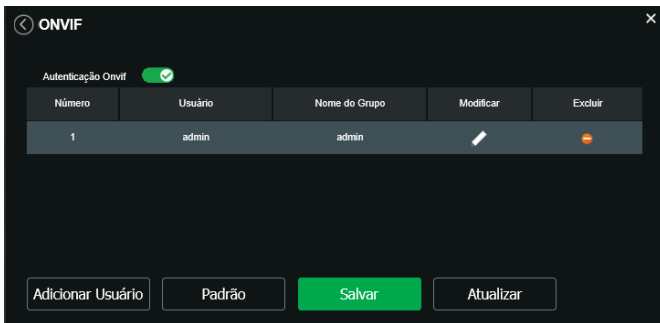 ONVIF
Autenticação Onvif
Número Usuário Nome do Grupo Modificar Excluir
1 admin admin
Adicionar Usuário Padrão Salvar Atualizar